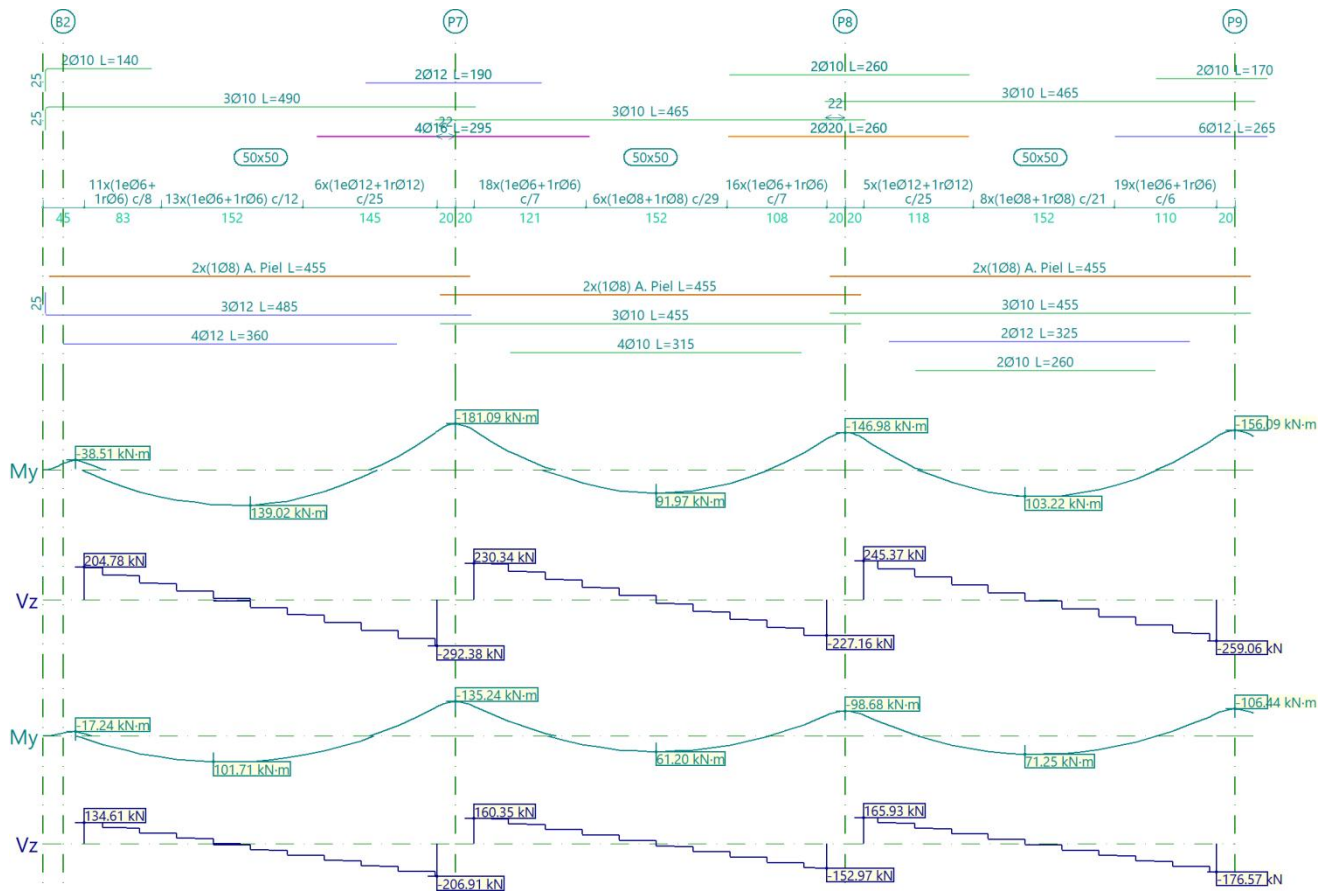 B2 P7 P8 P9
2Ø10 L=140
25
2Ø12 L=190
2Ø10 L=260
2Ø10 L=170
3Ø10 L=490
25
3Ø10 L=465
3Ø10 L=465
22
22
4Ø16 L=295
2Ø20 L=260
6Ø12 L=265
50x50
50x50
50x50
11x(1eØ6+
1rØ6) c/8
13x(1eØ6+1rØ6) c/12
6x(1eØ12+1rØ12)
c/25
18x(1eØ6+1rØ6)
c/7
6x(1eØ8+1rØ8) c/29
16x(1eØ6+1rØ6)
c/7
5x(1eØ12+1rØ12)
c/25
8x(1eØ8+1rØ8) c/21
19x(1eØ6+1rØ6)
c/6
45 83 152 145 20 20 121 152 108 20 20 118 152 110 20
2x(1Ø8) A. Piel L=455
2x(1Ø8) A. Piel L=455
2x(1Ø8) A. Piel L=455
25
3Ø12 L=485
3Ø10 L=455
3Ø10 L=455
4Ø12 L=360
4Ø10 L=315
2Ø12 L=325
2Ø10 L=260
My
-38.51 kN·m
-181.09 kN·m
-146.98 kN·m
-156.09 kN·m
139.02 kN·m
91.97 kN·m
103.22 kN·m
Vz
204.78 kN
230.34 kN
245.37 kN
-292.38 kN
-227.16 kN
-259.06 kN
My
-17.24 kN·m
-135.24 kN·m
-98.68 kN·m
-106.44 kN·m
101.71 kN·m
61.20 kN·m
71.25 kN·m
Vz
134.61 kN
160.35 kN
165.93 kN
-206.91 kN
-152.97 kN
-176.57 kN